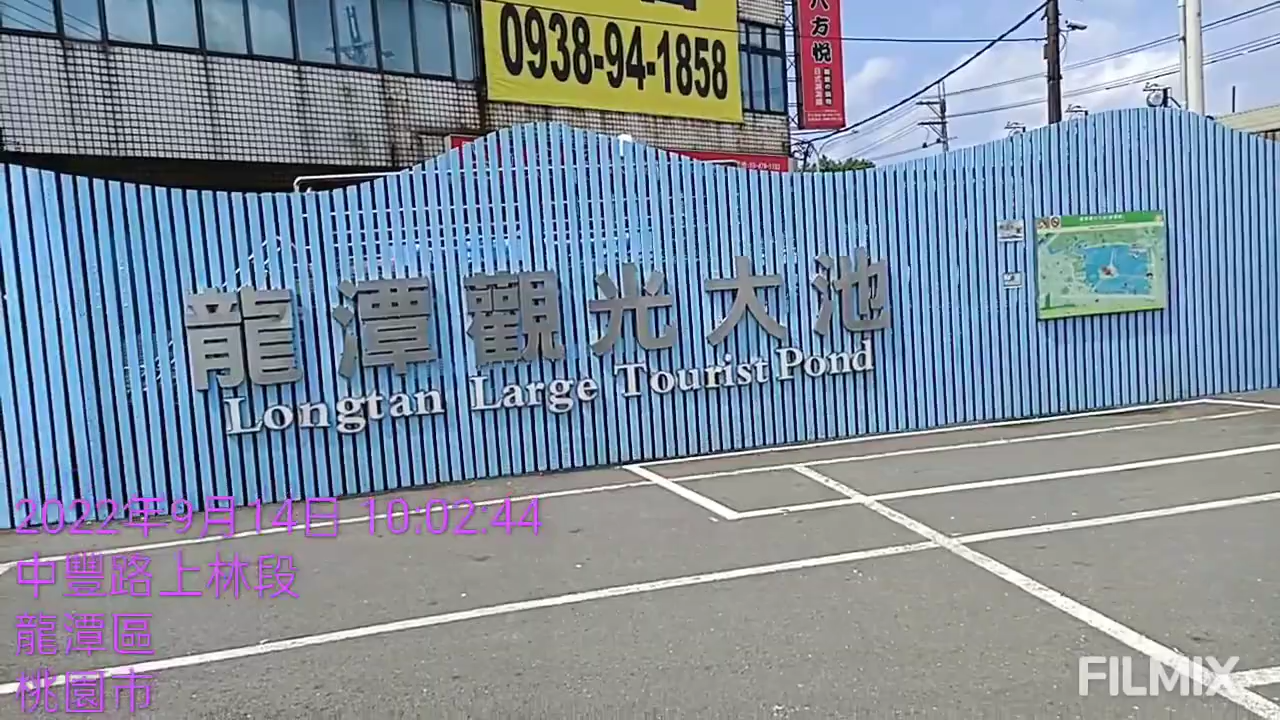 0938-94-1858
八方悅
龍潭觀光大池
Longtan Large Tourist Pond
2022年9月14日 10:02:44
中豐路上林段
龍潭區
桃園市
FILMIX